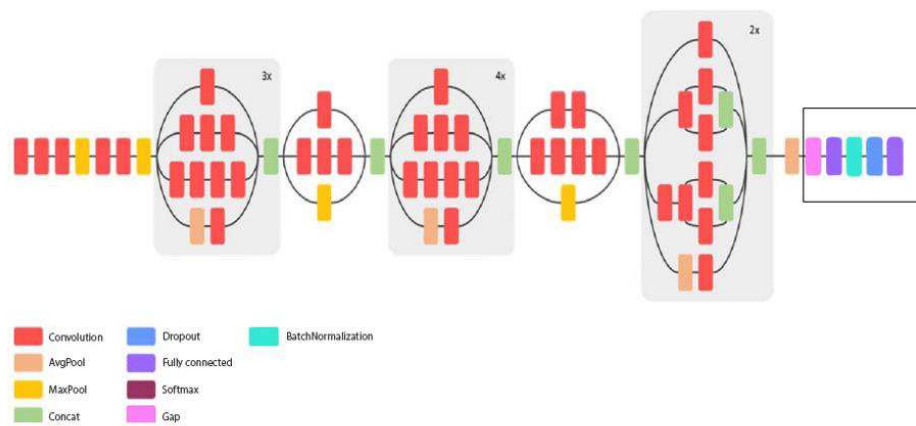 3x
4x
2x
Convolution
AvgPool
MaxPool
Concat
Dropout
Fully connected
Softmax
Gap
BatchNormalization